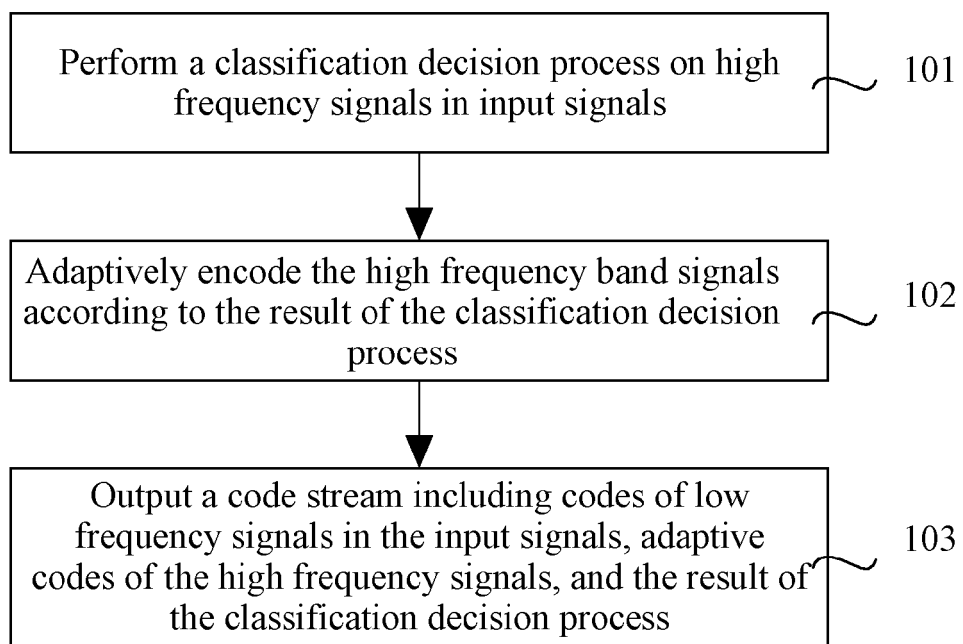 Perform a classification decision process on high
frequency signals in input signals
101
Adaptively encode the high frequency band signals
according to the result of the classification decision
process
102
Output a code stream including codes of low
frequency signals in the input signals, adaptive
codes of the high frequency signals, and the result of
the classification decision process
103